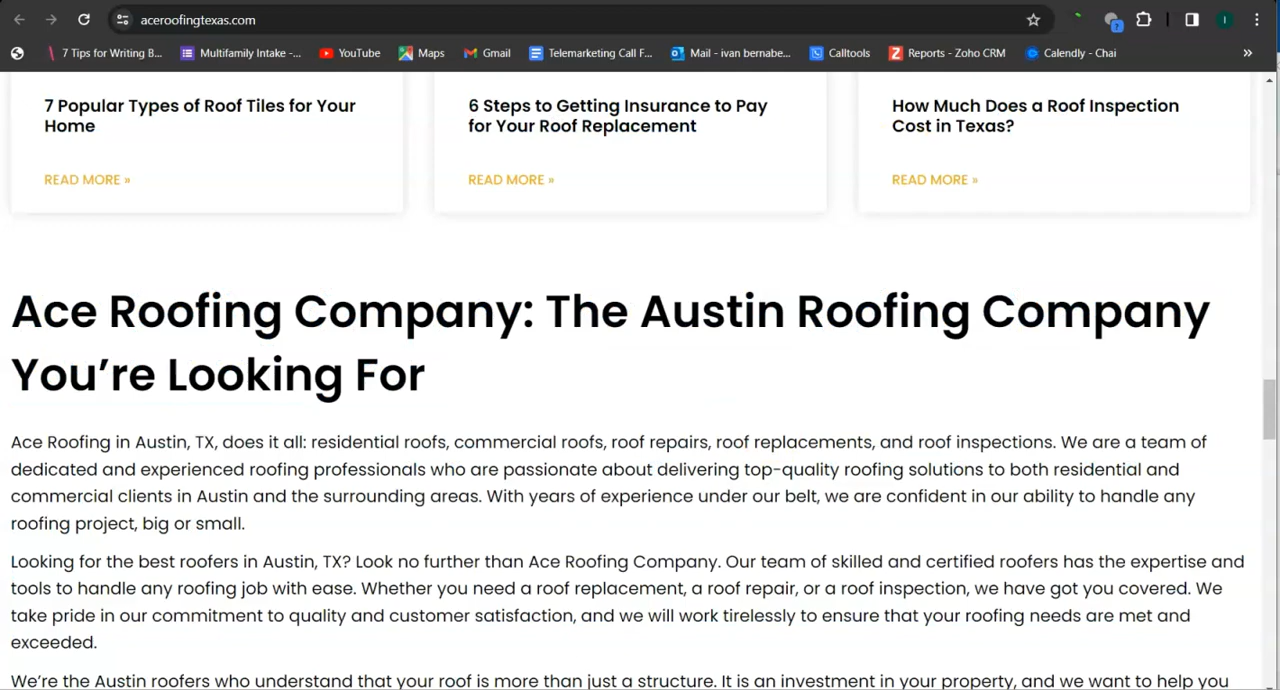 aceroofingtexas.com
7 Tips for Writing B...
Multifamily Intake -...
YouTube
Maps
Gmail
Telemarketing Call F...
Mail - ivan bernabe...
Calltools
Reports - Zoho CRM
Calendly - Chai
7 Popular Types of Roof Tiles for Your
Home
READ MORE »
6 Steps to Getting Insurance to Pay
for Your Roof Replacement
READ MORE »
How Much Does a Roof Inspection
Cost in Texas?
READ MORE »
Ace Roofing Company: The Austin Roofing Company
You’re Looking For
Ace Roofing in Austin, TX, does it all: residential roofs, commercial roofs, roof repairs, roof replacements, and roof inspections. We are a team of
dedicated and experienced roofing professionals who are passionate about delivering top-quality roofing solutions to both residential and
commercial clients in Austin and the surrounding areas. With years of experience under our belt, we are confident in our ability to handle any
roofing project, big or small.
Looking for the best roofers in Austin, TX? Look no further than Ace Roofing Company. Our team of skilled and certified roofers has the expertise and
tools to handle any roofing job with ease. Whether you need a roof replacement, a roof repair, or a roof inspection, we have got you covered. We
take pride in our commitment to quality and customer satisfaction, and we will work tirelessly to ensure that your roofing needs are met and
exceeded.
We’re the Austin roofers who understand that your roof is more than just a structure. It is an investment in your property, and we want to help you